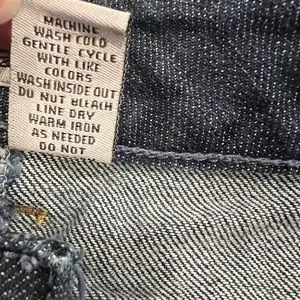 MACHINE
WASH COLD
GENTLE CYCLE
WITH LIKE
COLORS
WASH INSIDE OUT
DO NUT BLEACH
LINE DRY
WARM IRON
AS NEEDED
DO NOT